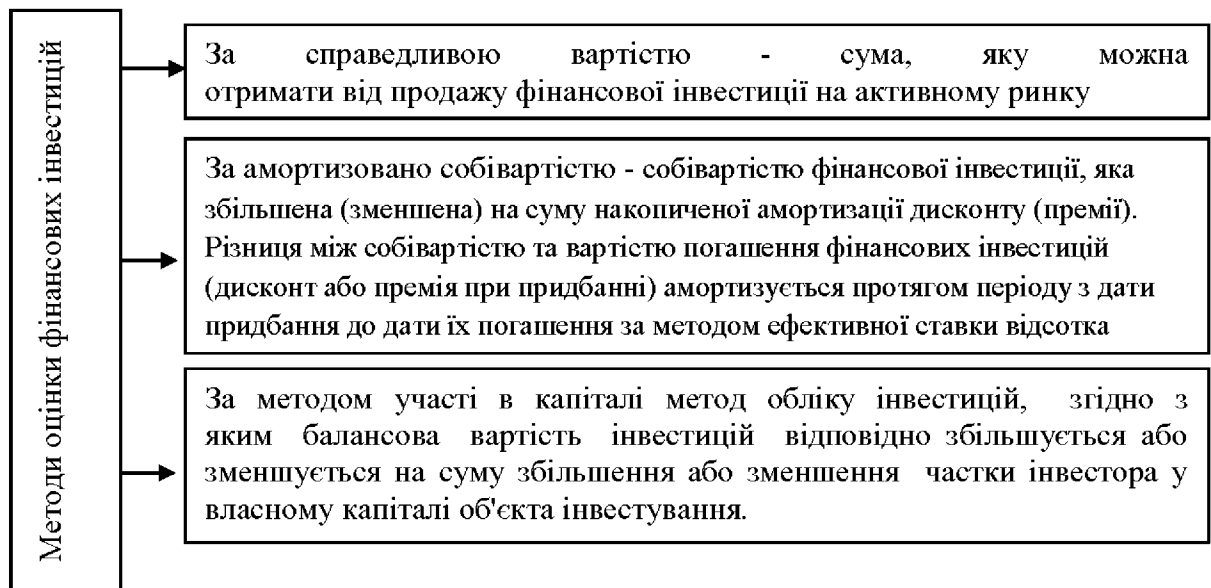 Методи оцінки фінансових інвестицій
За справедливою вартістю - сума, яку можна
отримати від продажу фінансової інвестиції на активному ринку
За амортизовано собівартістю - собівартістю фінансової інвестиції, яка
збільшена (зменшена) на суму накопиченої амортизації дисконту (премії).
Різниця між собівартістю та вартістю погашення фінансових інвестицій
(дисконт або премія при придбанні) амортизується протягом періоду з дати
придбання до дати їх погашення за методом ефективної ставки відсотка
За методом участі в капіталі метод обліку інвестицій, згідно з
яким балансова вартість інвестицій відповідно збільшується або
зменшується на суму збільшення або зменшення частки інвестора у
власному капіталі об'єкта інвестування.